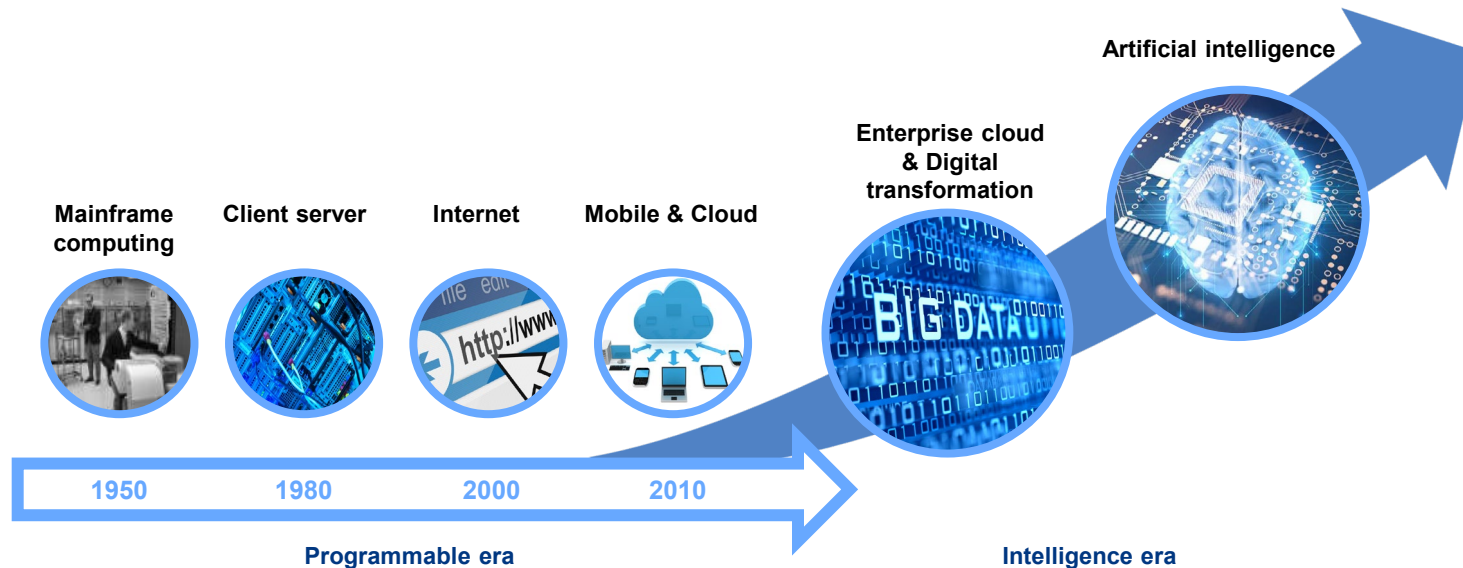 Artificial intelligence
Enterprise cloud
& Digital
transformation
Mainframe
computing
Client server
Internet
Mobile & Cloud
file edit
http://www
BIG DATA
1950
1980
2000
2010
Programmable era
Intelligence era